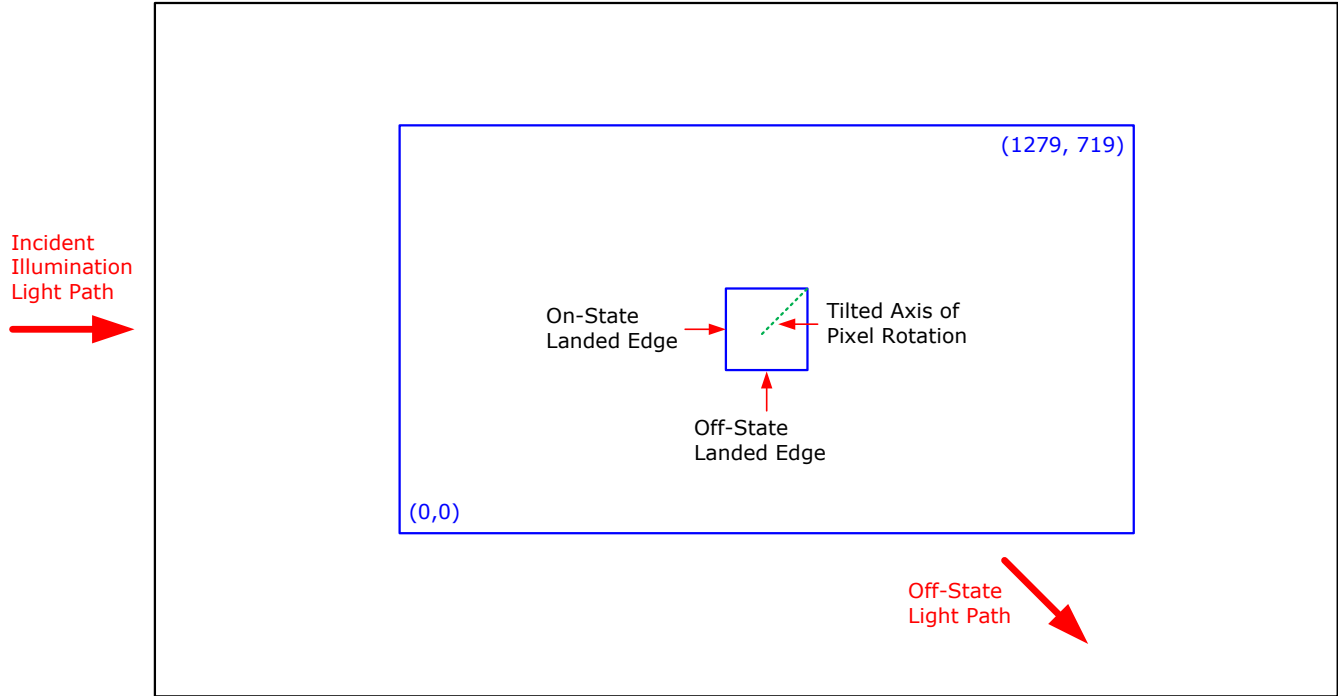 (1279, 719)
Incident
Illumination
Light Path
On-State
Landed Edge
Tilted Axis of
Pixel Rotation
Off-State
Landed Edge
(0,0)
Off-State
Light Path